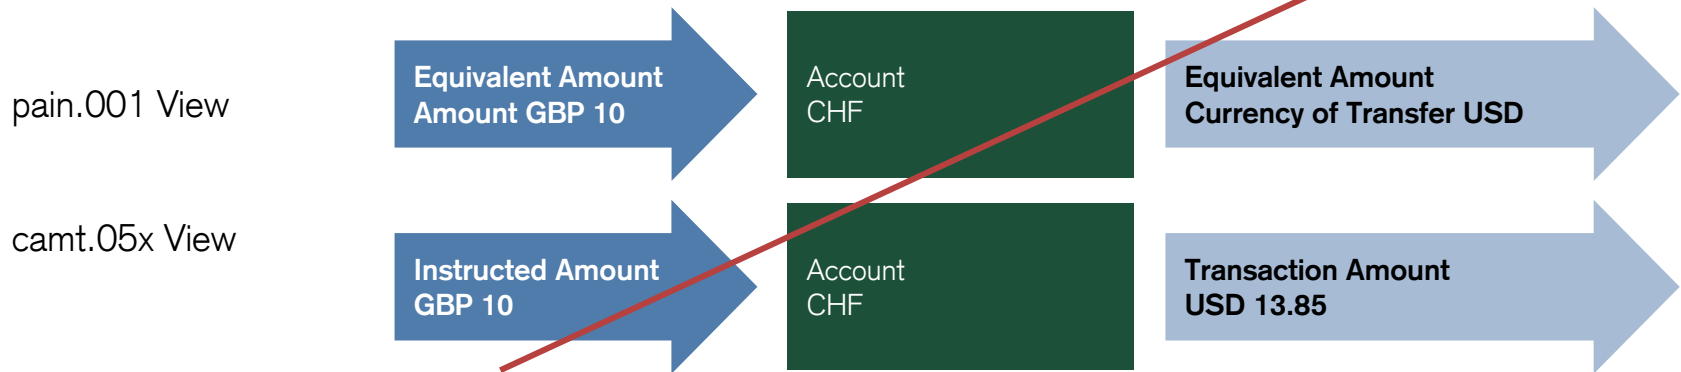 pain.001 View
Equivalent Amount
Amount GBP 10
Account
CHF
Equivalent Amount
Currency of Transfer USD
camt.05x View
Instructed Amount
GBP 10
Account
CHF
Transaction Amount
USD 13.85